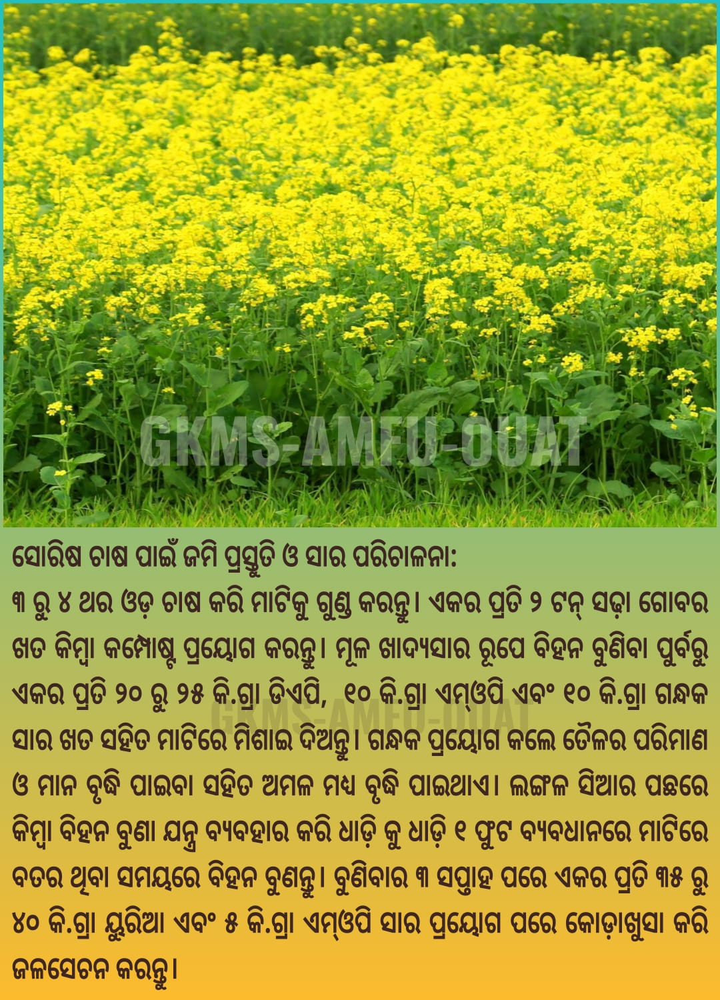 GKMS-AMFU-OUAT
ସୋରିଷ ଚାଷ ପାଇଁ ଜମି ପ୍ରସ୍ତୁତି ଓ ସାର ପରିଚାଳନା:
୩ ରୁ ୪ ଥର ଓଡ଼ ଚାଷ କରି ମାଟିକୁ ଗୁଣ୍ଡ କରନ୍ତୁ। ଏକର ପ୍ରତି ୨ ଟନ୍ ସଢ଼ା ଗୋବର
ଖତ କିମ୍ବା କମ୍ପୋଷ୍ଟ ପ୍ରୟୋଗ କରନ୍ତୁ। ମୂଳ ଖାଦ୍ୟସାର ରୂପେ ବିହନ ବୁଣିବା ପୁର୍ବରୁ
ଏକର ପ୍ରତି ୨୦ ରୁ ୨୫ କି.ଗ୍ରା ଡିଏପି, ୧୦ କି.ଗ୍ରା ଏମ୍ଓପି ଏବଂ ୧୦ କି.ଗ୍ରା ଗନ୍ଧକ
GKMS-AMFU-OUAT
ସାର ଖତ ସହିତ ମାଟିରେ ମିଶାଇ ଦିଅନ୍ତୁ। ଗନ୍ଧକ ପ୍ରୟୋଗ କଲେ ତୈଳର ପରିମାଣ
ଓ ମାନ ବୃଦ୍ଧି ପାଇବା ସହିତ ଅମଳ ମଧ୍ୟ ବୃଦ୍ଧି ପାଇଥାଏ। ଲଙ୍ଗଳ ସିଆର ପଛରେ
କିମ୍ବା ବିହନ ବୁଣା ଯନ୍ତ୍ର ବ୍ୟବହାର କରି ଧାଡ଼ି କୁ ଧାଡ଼ି ୧ ଫୁଟ ବ୍ୟବଧାନରେ ମାଟିରେ
ବତର ଥିବା ସମୟରେ ବିହନ ବୁଣନ୍ତୁ। ବୁଣିବାର ୩ ସପ୍ତାହ ପରେ ଏକର ପ୍ରତି ୩୫ ରୁ
୪୦ କି.ଗ୍ରା ୟୁରିଆ ଏବଂ ୫ କି.ଗ୍ରା ଏମ୍ଓପି ସାର ପ୍ରୟୋଗ ପରେ କୋଡ଼ାଖୁସା କରି
ଜଳସେଚନ କରନ୍ତୁ।